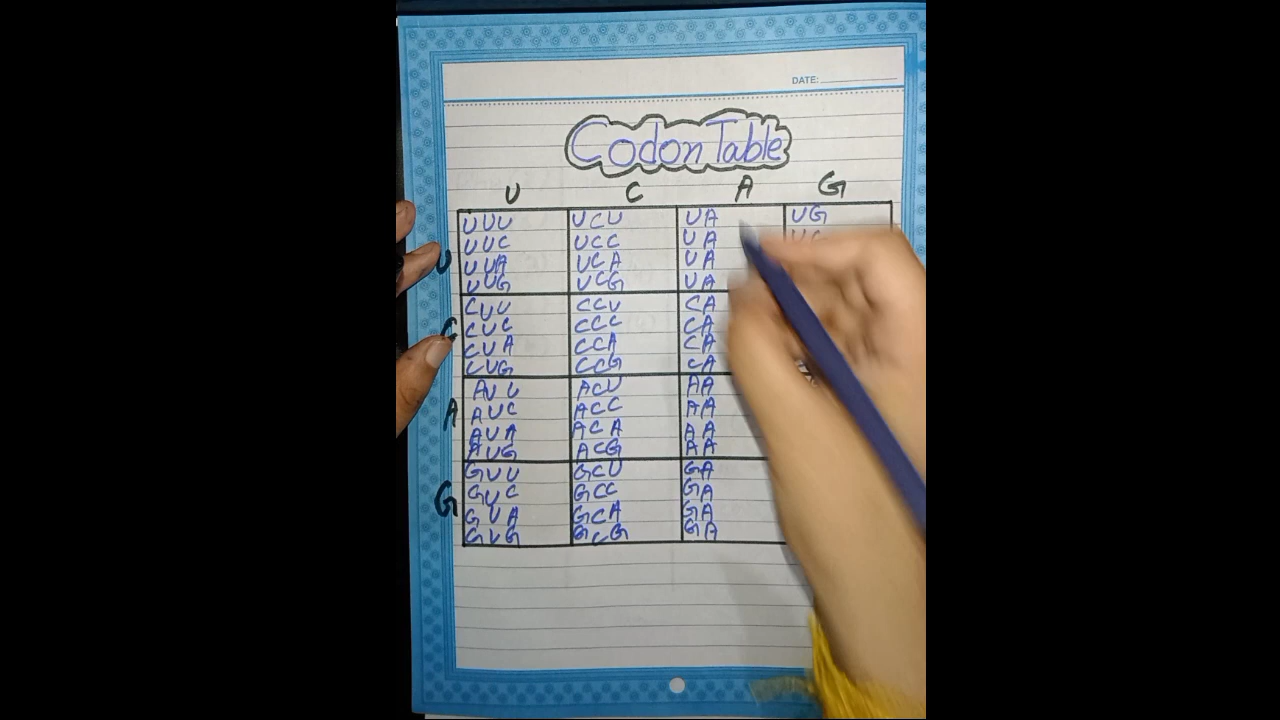 DATE:
Codon Table
U C A G
UUU UCU UA UG
UUC UCC UA
UUA UCA UA
UUG UCG UA
U
CUU CCU CA
CUC CCC CA
CUA CCA CA
CUG CCG CA
C
AUU ACU AA
AUC ACC AA
AUA ACA AA
AUG ACG AA
A
GUU GCU GA
GUC GCC GA
GUA GCA GA
GUG GCG GA
G